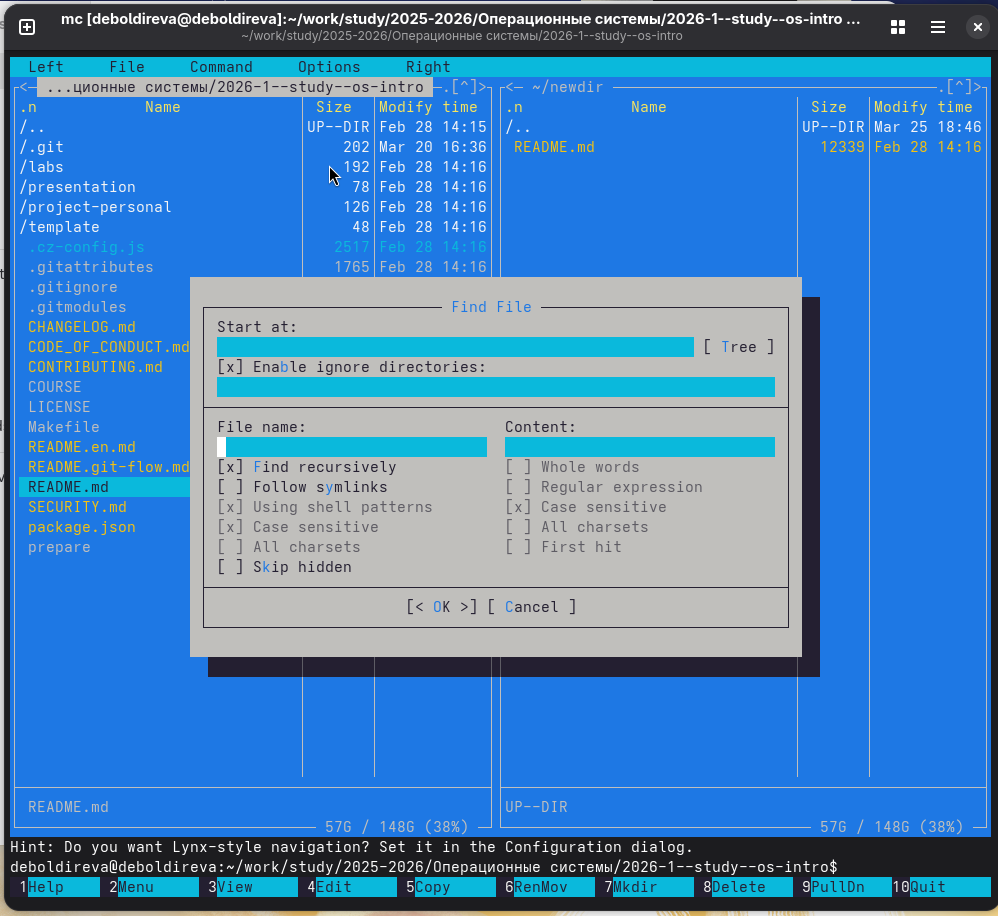 mc [deboldireva@deboldireva]:~/work/study/2025-2026/Операционные системы/2026-1--study--os-intro ...
~/work/study/2025-2026/Операционные системы/2026-1--study--os-intro
Left File Command Options Right
<— ...ционные системы/2026-1--study--os-intro —.[^]>
.n Name Size Modify time
/.. UP--DIR Feb 28 14:15
/.git 202 Mar 20 16:36
/labs 192 Feb 28 14:16
/presentation 78 Feb 28 14:16
/project-personal 126 Feb 28 14:16
/template 48 Feb 28 14:16
.cz-config.js 2517 Feb 28 14:16
.gitattributes 1765 Feb 28 14:16
.gitignore
.gitmodules
CHANGELOG.md
CODE_OF_CONDUCT.md
CONTRIBUTING.md
COURSE
LICENSE
Makefile
README.en.md
README.git-flow.md
README.md
SECURITY.md
package.json
prepare
README.md
57G / 148G (38%)
<— ~/newdir —.[^]>
.n Name Size Modify time
/.. UP--DIR Mar 25 18:46
README.md 12339 Feb 28 14:16
UP--DIR
57G / 148G (38%)
Find File
Start at:
[ Tree ]
[x] Enable ignore directories:
File name:
[x] Find recursively
[ ] Follow symlinks
[x] Using shell patterns
[x] Case sensitive
[ ] All charsets
[ ] Skip hidden
Content:
[ ] Whole words
[ ] Regular expression
[x] Case sensitive
[ ] All charsets
[ ] First hit
[< OK >] [ Cancel ]
Hint: Do you want Lynx-style navigation? Set it in the Configuration dialog.
deboldireva@deboldireva:~/work/study/2025-2026/Операционные системы/2026-1--study--os-intro$
1Help 2Menu 3View 4Edit 5Copy 6RenMov 7Mkdir 8Delete 9PullDn 10Quit